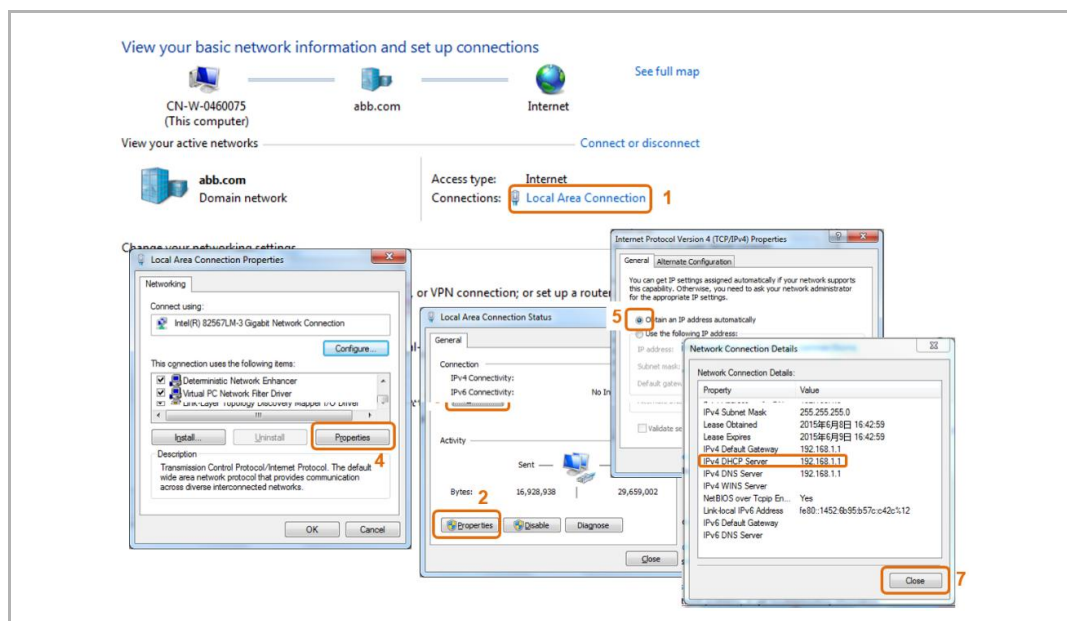 View your basic network information and set up connections
See full map
CN-W-0460075
(This computer)
abb.com
Internet
View your active networks
Connect or disconnect
abb.com
Domain network
Access type: Internet
Connections: Local Area Connection
1
Change your networking settings
Local Area Connection Properties
Networking
Connect using:
Intel(R) 82567LM-3 Gigabit Network Connection
Configure...
This connection uses the following items:
Deterministic Network Enhancer
Virtual PC Network Filter Driver
Link-Layer Topology Discovery Mapper I/O Driver
Install...
Uninstall
Properties
4
Description
Transmission Control Protocol/Internet Protocol. The default
wide area network protocol that provides communication
across diverse interconnected networks.
OK
Cancel
or VPN connection; or set up a router
Local Area Connection Status
General
Connection
IPv4 Connectivity:
IPv6 Connectivity: No In
Activity
Sent
Bytes: 16,928,938 29,659,002
2
Properties
Disable
Diagnose
Close
Internet Protocol Version 4 (TCP/IPv4) Properties
General
Alternate Configuration
You can get IP settings assigned automatically if your network supports
this capability. Otherwise, you need to ask your network administrator
for the appropriate IP settings.
5
Obtain an IP address automatically
Use the following IP address:
IP address:
Subnet mask:
Default gatew
Validate se
Network Connection Details
Network Connection Details:
Property Value
IPv4 Subnet Mask 255.255.255.0
Lease Obtained 2015年6月8日 16:42:59
Lease Expires 2015年6月9日 16:42:59
IPv4 Default Gateway 192.168.1.1
IPv4 DHCP Server 192.168.1.1
IPv4 DNS Server 192.168.1.1
IPv4 WINS Server
NetBIOS over Tcpip En... Yes
Link-local IPv6 Address fe80::1452:6b95:b57c:c42c%12
IPv6 Default Gateway
IPv6 DNS Server
Close
7